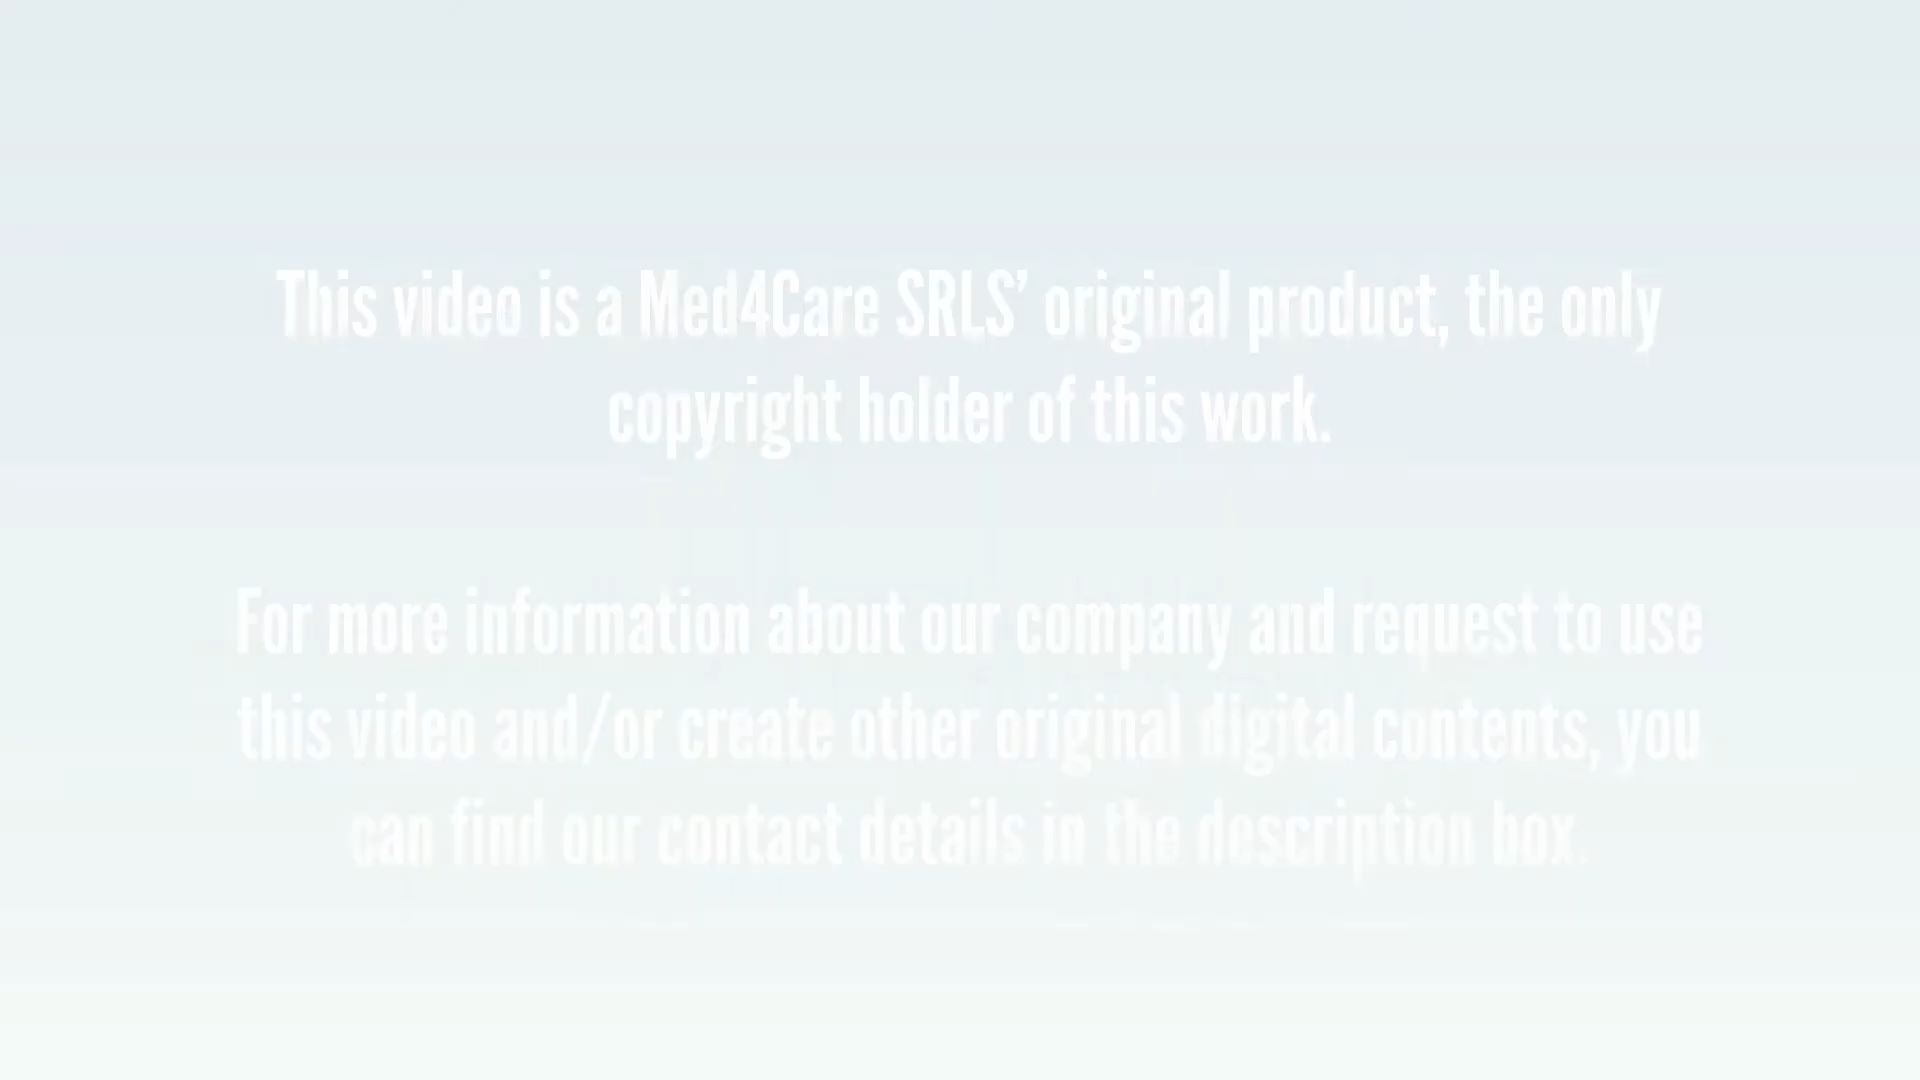 This video is a Med4Care SRLS’ original product, the only
copyright holder of this work.
For more information about our company and request to use
this video and/or create other original digital contents, you
can find our contact details in the description box.